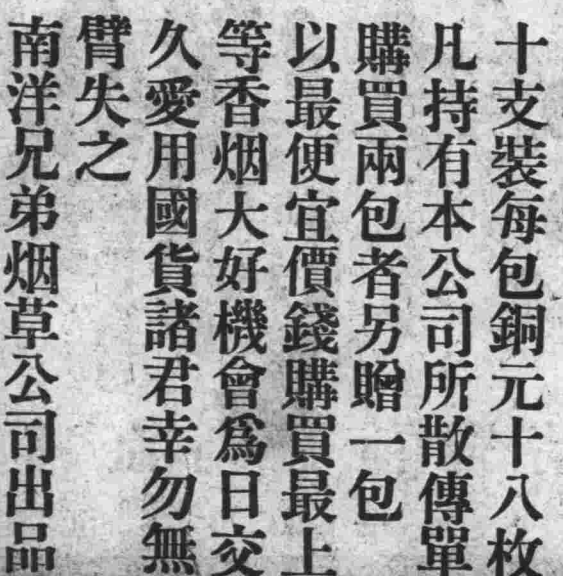 十支裝每包銅元十八枚
凡持有本公司所散傳單
購買兩包者另贈一包
以最便宜價錢購買最上
等香烟大好機會爲日交
久愛用國貨諸君幸勿無
臂失之
南洋兄弟烟草公司出品